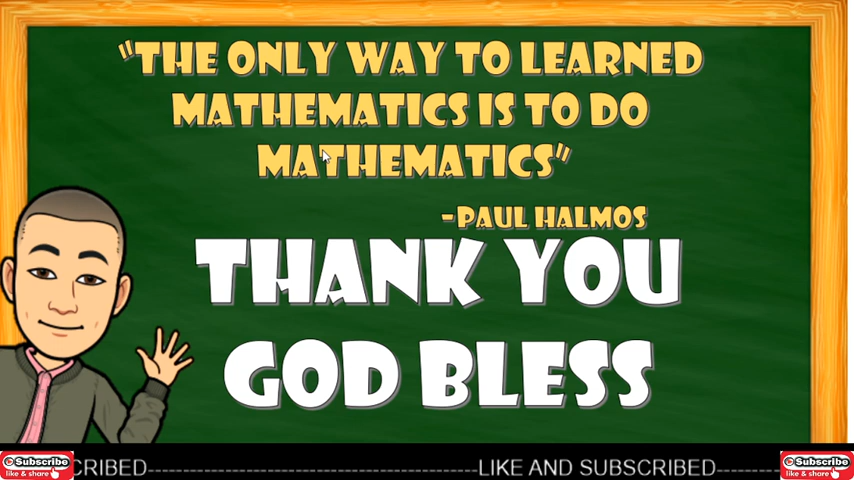 "THE ONLY WAY TO LEARNED
MATHEMATICS IS TO DO
MATHEMATICS"
-PAUL HALMOS
THANK YOU
GOD BLESS
Subscribe
like & share
CRIBED----------------------------------------------LIKE AND SUBSCRIBED--------
Subscribe
like & share